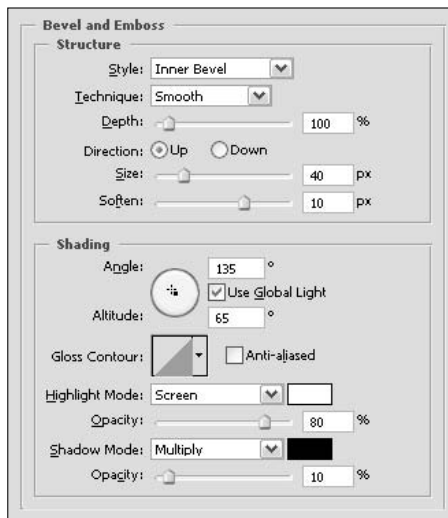 Bevel and Emboss
Structure
Style: Inner Bevel
Technique: Smooth
Depth: 100 %
Direction: Up Down
Size: 40 px
Soften: 10 px
Shading
Angle: 135 °
Use Global Light
Altitude: 65 °
Gloss Contour: Anti-aliased
Highlight Mode: Screen
Opacity: 80 %
Shadow Mode: Multiply
Opacity: 10 %